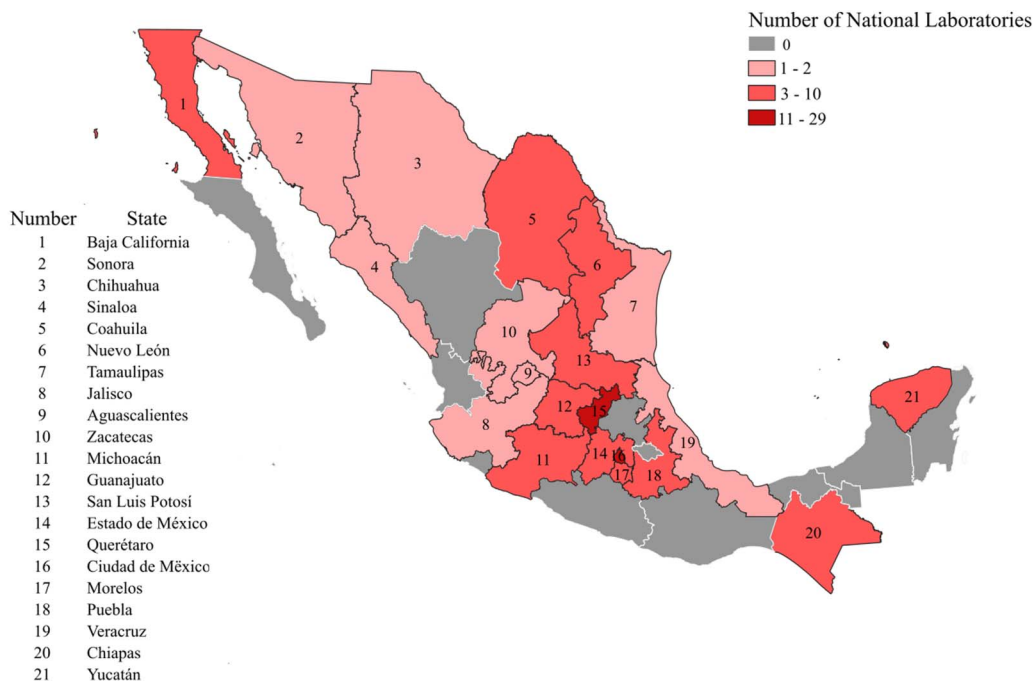 Number of National Laboratories
0
1 - 2
3 - 10
11 - 29
Number State
1 Baja California
2 Sonora
3 Chihuahua
4 Sinaloa
5 Coahuila
6 Nuevo León
7 Tamaulipas
8 Jalisco
9 Aguascalientes
10 Zacatecas
11 Michoacán
12 Guanajuato
13 San Luis Potosí
14 Estado de México
15 Querétaro
16 Ciudad de Mëxico
17 Morelos
18 Puebla
19 Veracruz
20 Chiapas
21 Yucatán
1
2
3
4
5
6
7
10
13
9
12
15
8
11
14
16
17
18
19
20
21